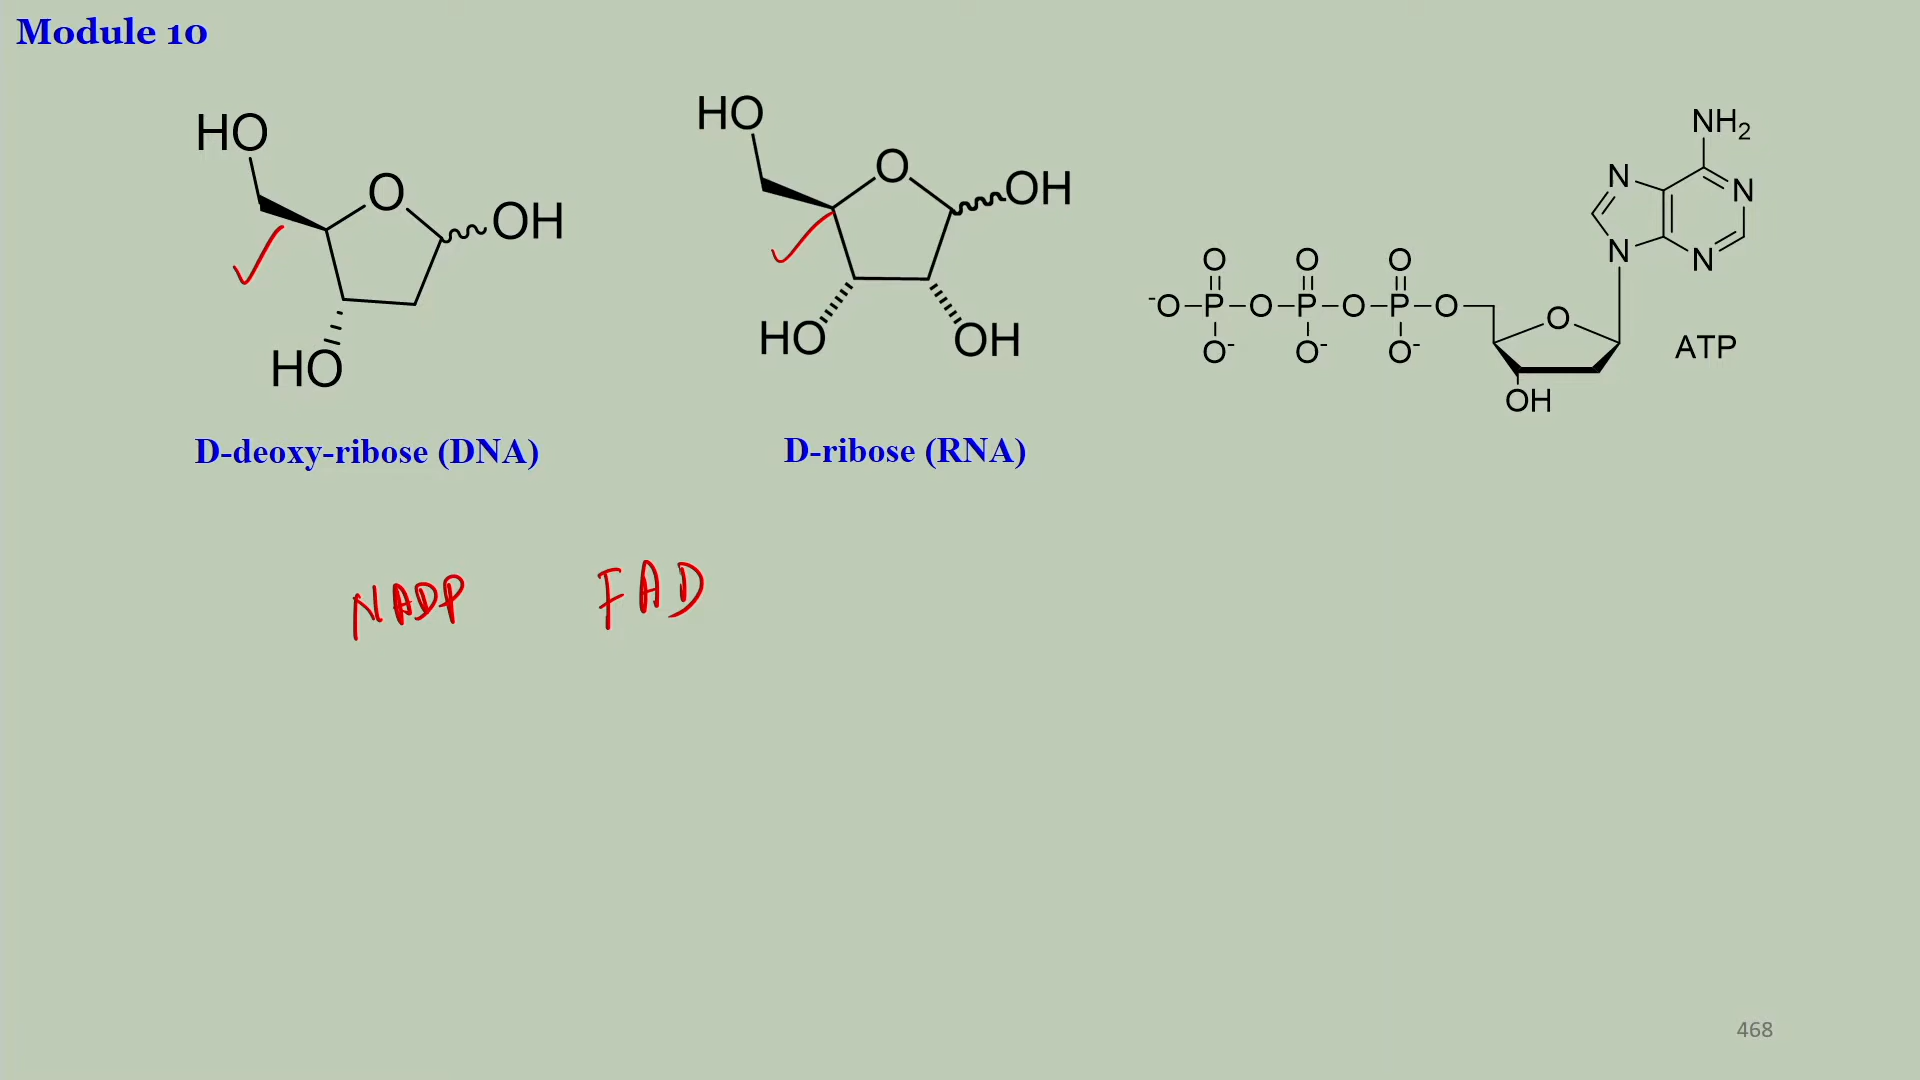 Module 10
HO
O
OH
HO
D-deoxy-ribose (DNA)
HO
O
OH
HO
OH
D-ribose (RNA)
NH2
N
N
N
N
O
O
O
-O
P
O
P
O
P
O
O-
O-
O-
O
OH
ATP
NADP
FAD
468